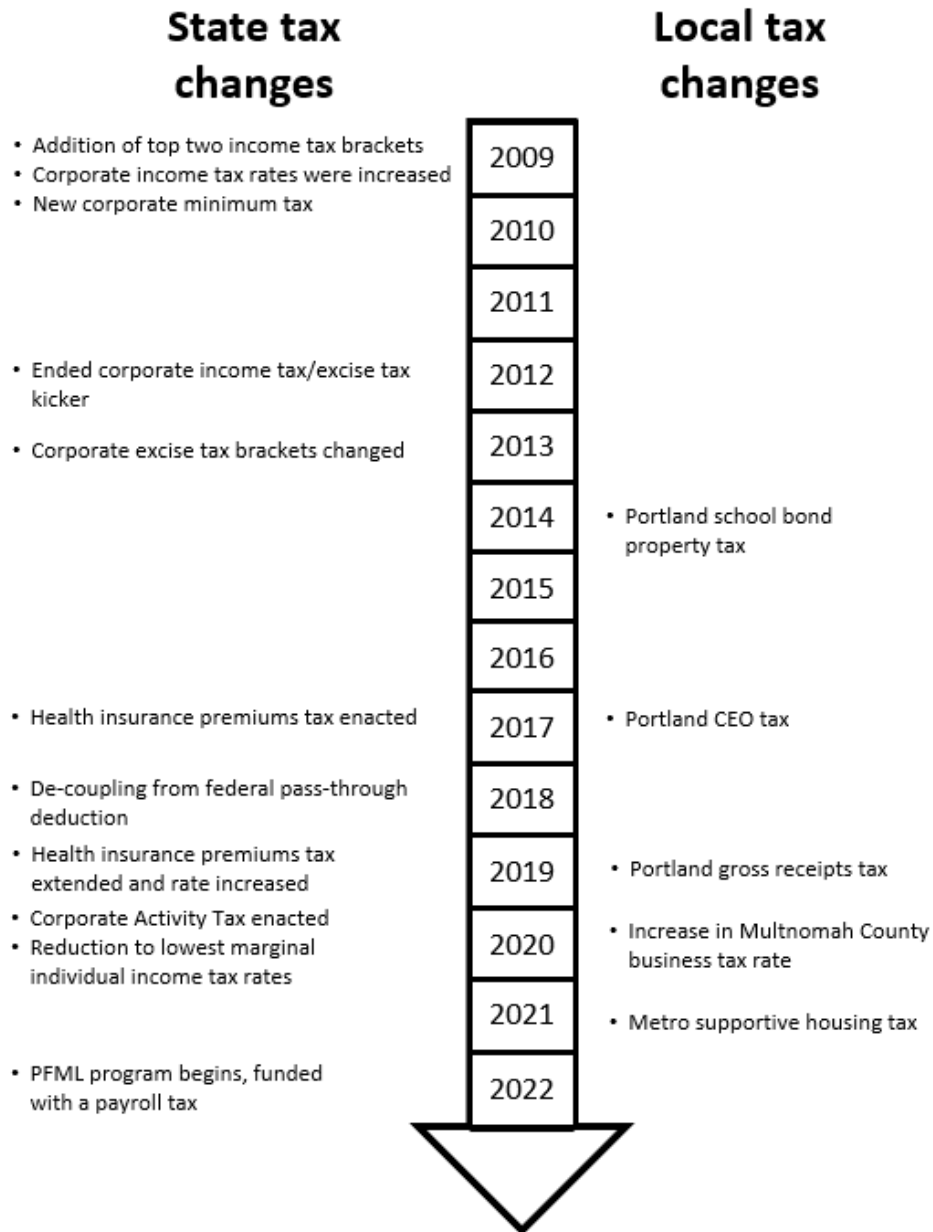 State tax
changes
Local tax
changes
• Addition of top two income tax brackets
• Corporate income tax rates were increased
• New corporate minimum tax
2009
2010
2011
• Ended corporate income tax/excise tax
kicker
2012
• Corporate excise tax brackets changed
2013
2014
• Portland school bond
property tax
2015
2016
• Health insurance premiums tax enacted
2017
• Portland CEO tax
• De-coupling from federal pass-through
deduction
2018
• Health insurance premiums tax
extended and rate increased
2019
• Portland gross receipts tax
• Corporate Activity Tax enacted
• Reduction to lowest marginal
individual income tax rates
2020
• Increase in Multnomah County
business tax rate
2021
• Metro supportive housing tax
• PFML program begins, funded
with a payroll tax
2022